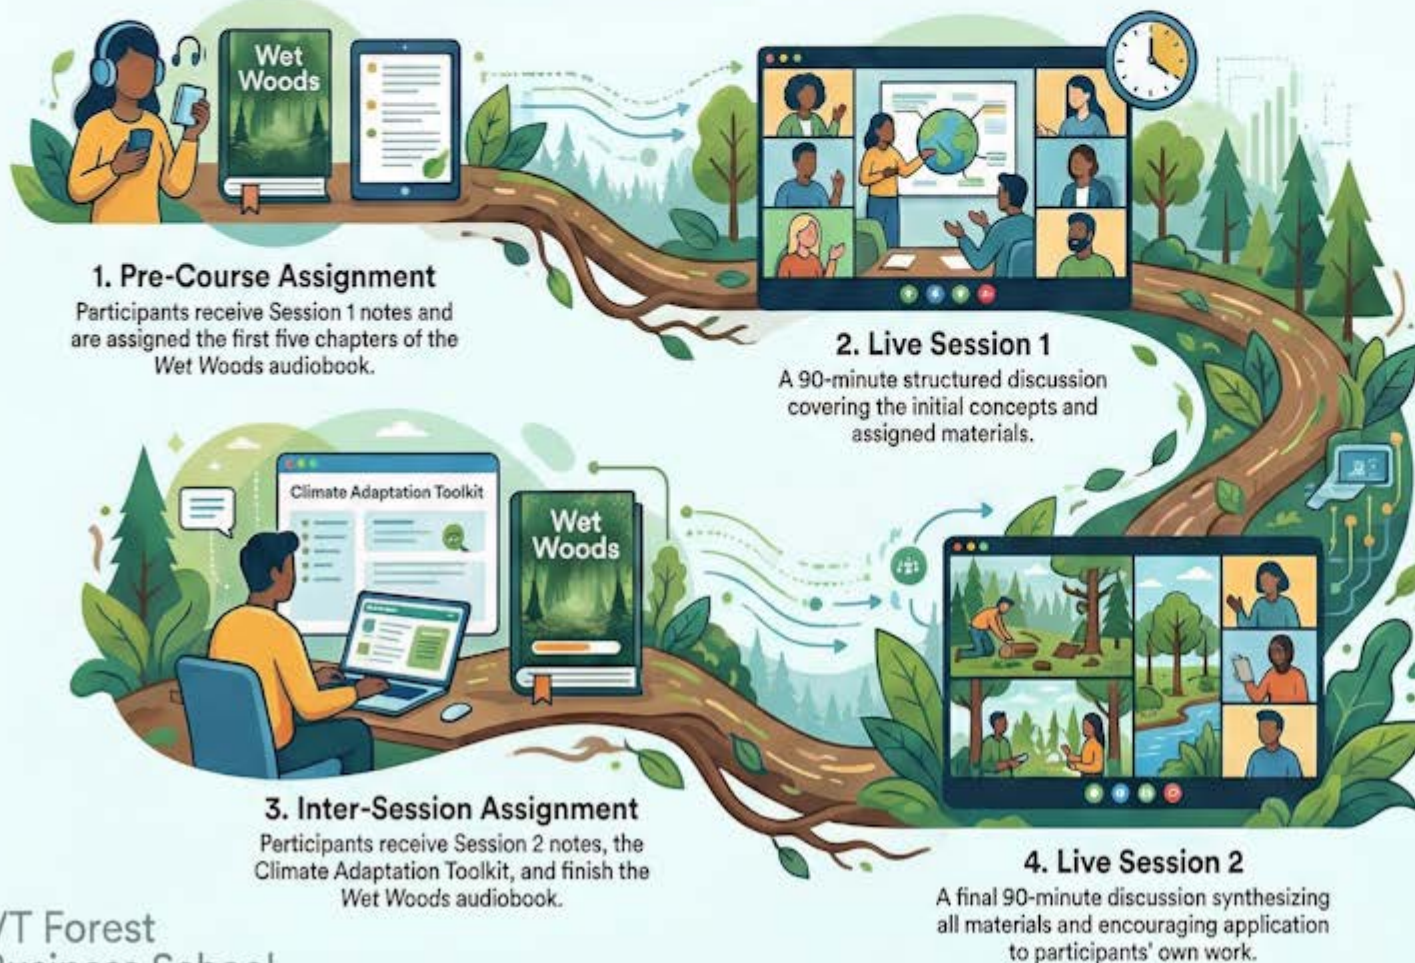 Wet
Woods
1. Pre-Course Assignment
Participants receive Session 1 notes and
are assigned the first five chapters of the
Wet Woods audiobook.
2. Live Session 1
A 90-minute structured discussion
covering the initial concepts and
assigned materials.
Climate Adaptation Toolkit
Wet
Woods
3. Inter-Session Assignment
Perticipants receive Session 2 notes, the
Climate Adaptation Toolkit, and finish the
Wet Woods audiobook.
4. Live Session 2
A final 90-minute discussion synthesizing
all materials and encouraging application
to participants' own work.
Forest
School